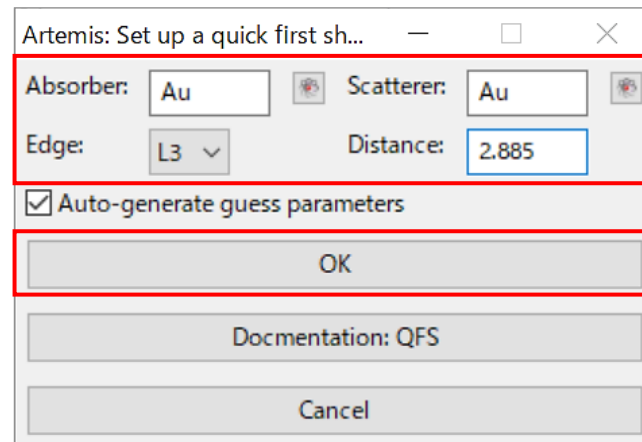 Artemis: Set up a quick first sh...
Absorber: Au Scatterer: Au
Edge: L3 Distance: 2.885
Auto-generate guess parameters
OK
Docmentation: QFS
Cancel